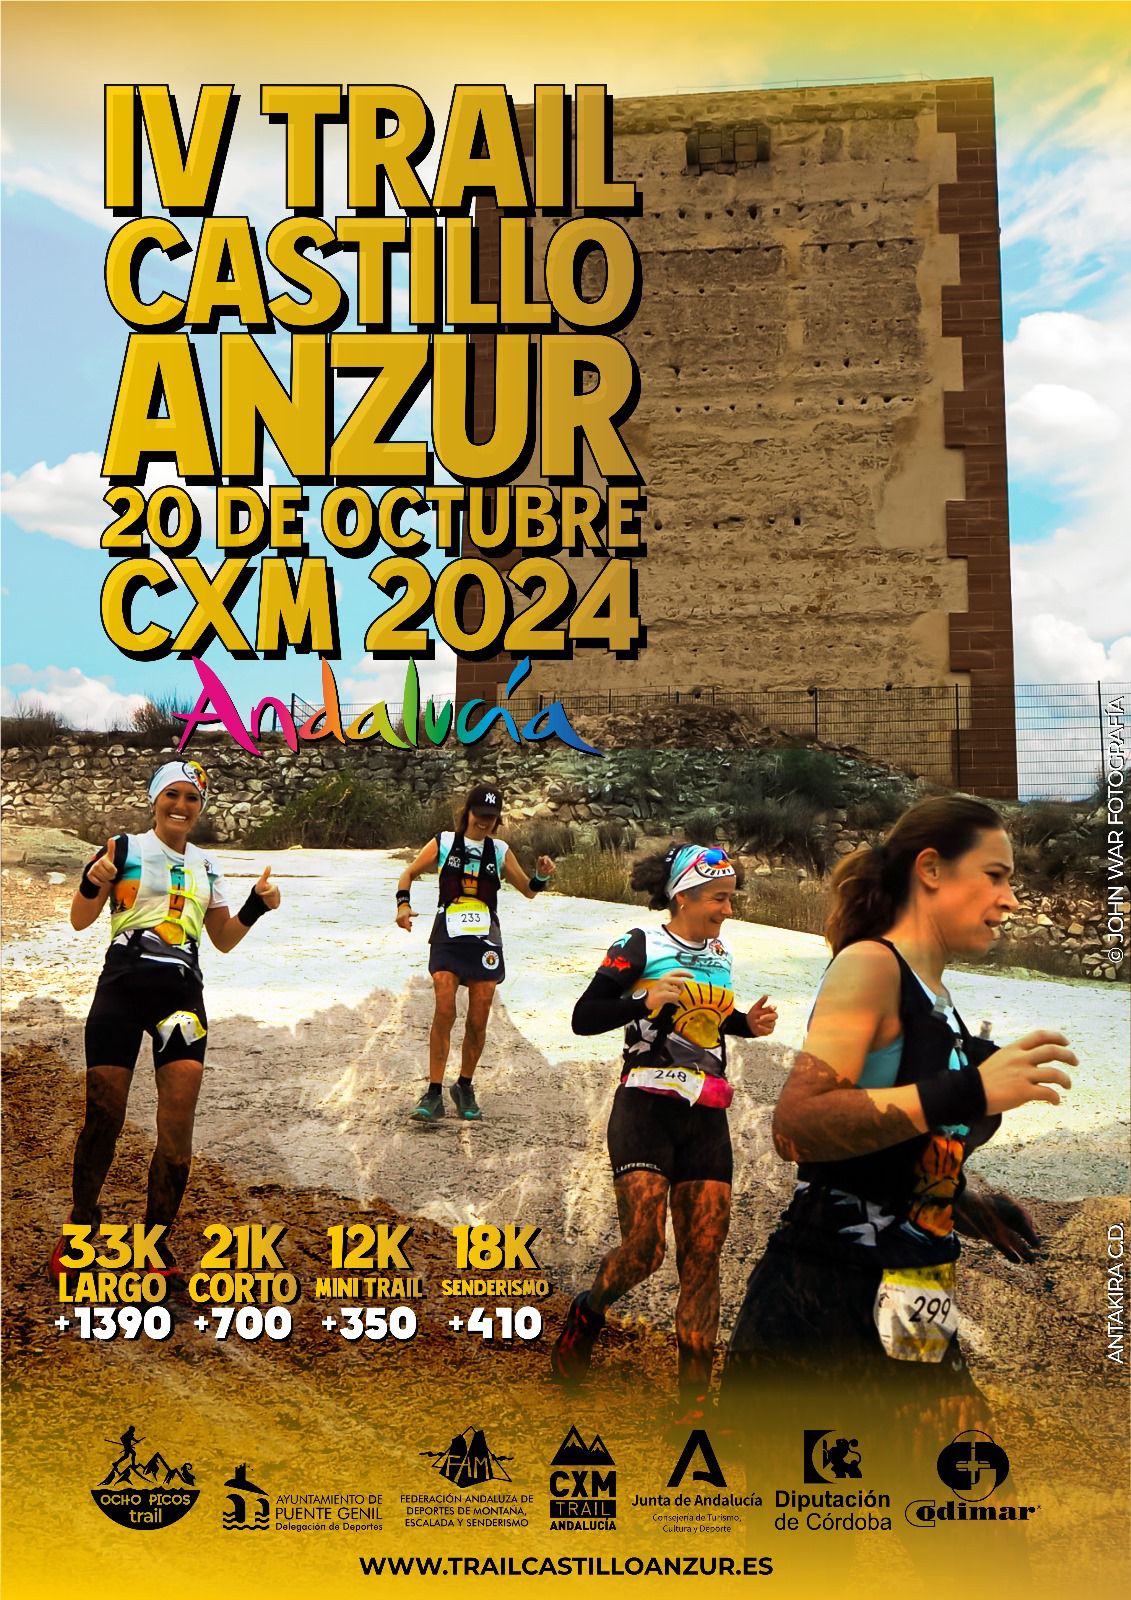 IV TRAIL
CASTILLO
ANZUR
20 DE OCTUBRE
CXM 2024
Andalucía
© JOHN WAR FOTOGRAFÍA
233
248
LURBEL
299
ANTAKIRA C.D.
33K 21K 12K 18K
LARGO CORTO MINI TRAIL SENDERISMO
+1390 +700 +350 +410
OCHO PICOS
trail
AYUNTAMIENTO DE
PUENTE GENIL
Delegación de Deportes
FAM
FEDERACIÓN ANDALUZA DE
DEPORTES DE MONTAÑA,
ESCALADA Y SENDERISMO
CXM
TRAIL
ANDALUCÍA
Junta de Andalucía
Consejería de Turismo,
Cultura y Deporte
Diputación
de Córdoba
Codimar
WWW.TRAILCASTILLOANZUR.ES